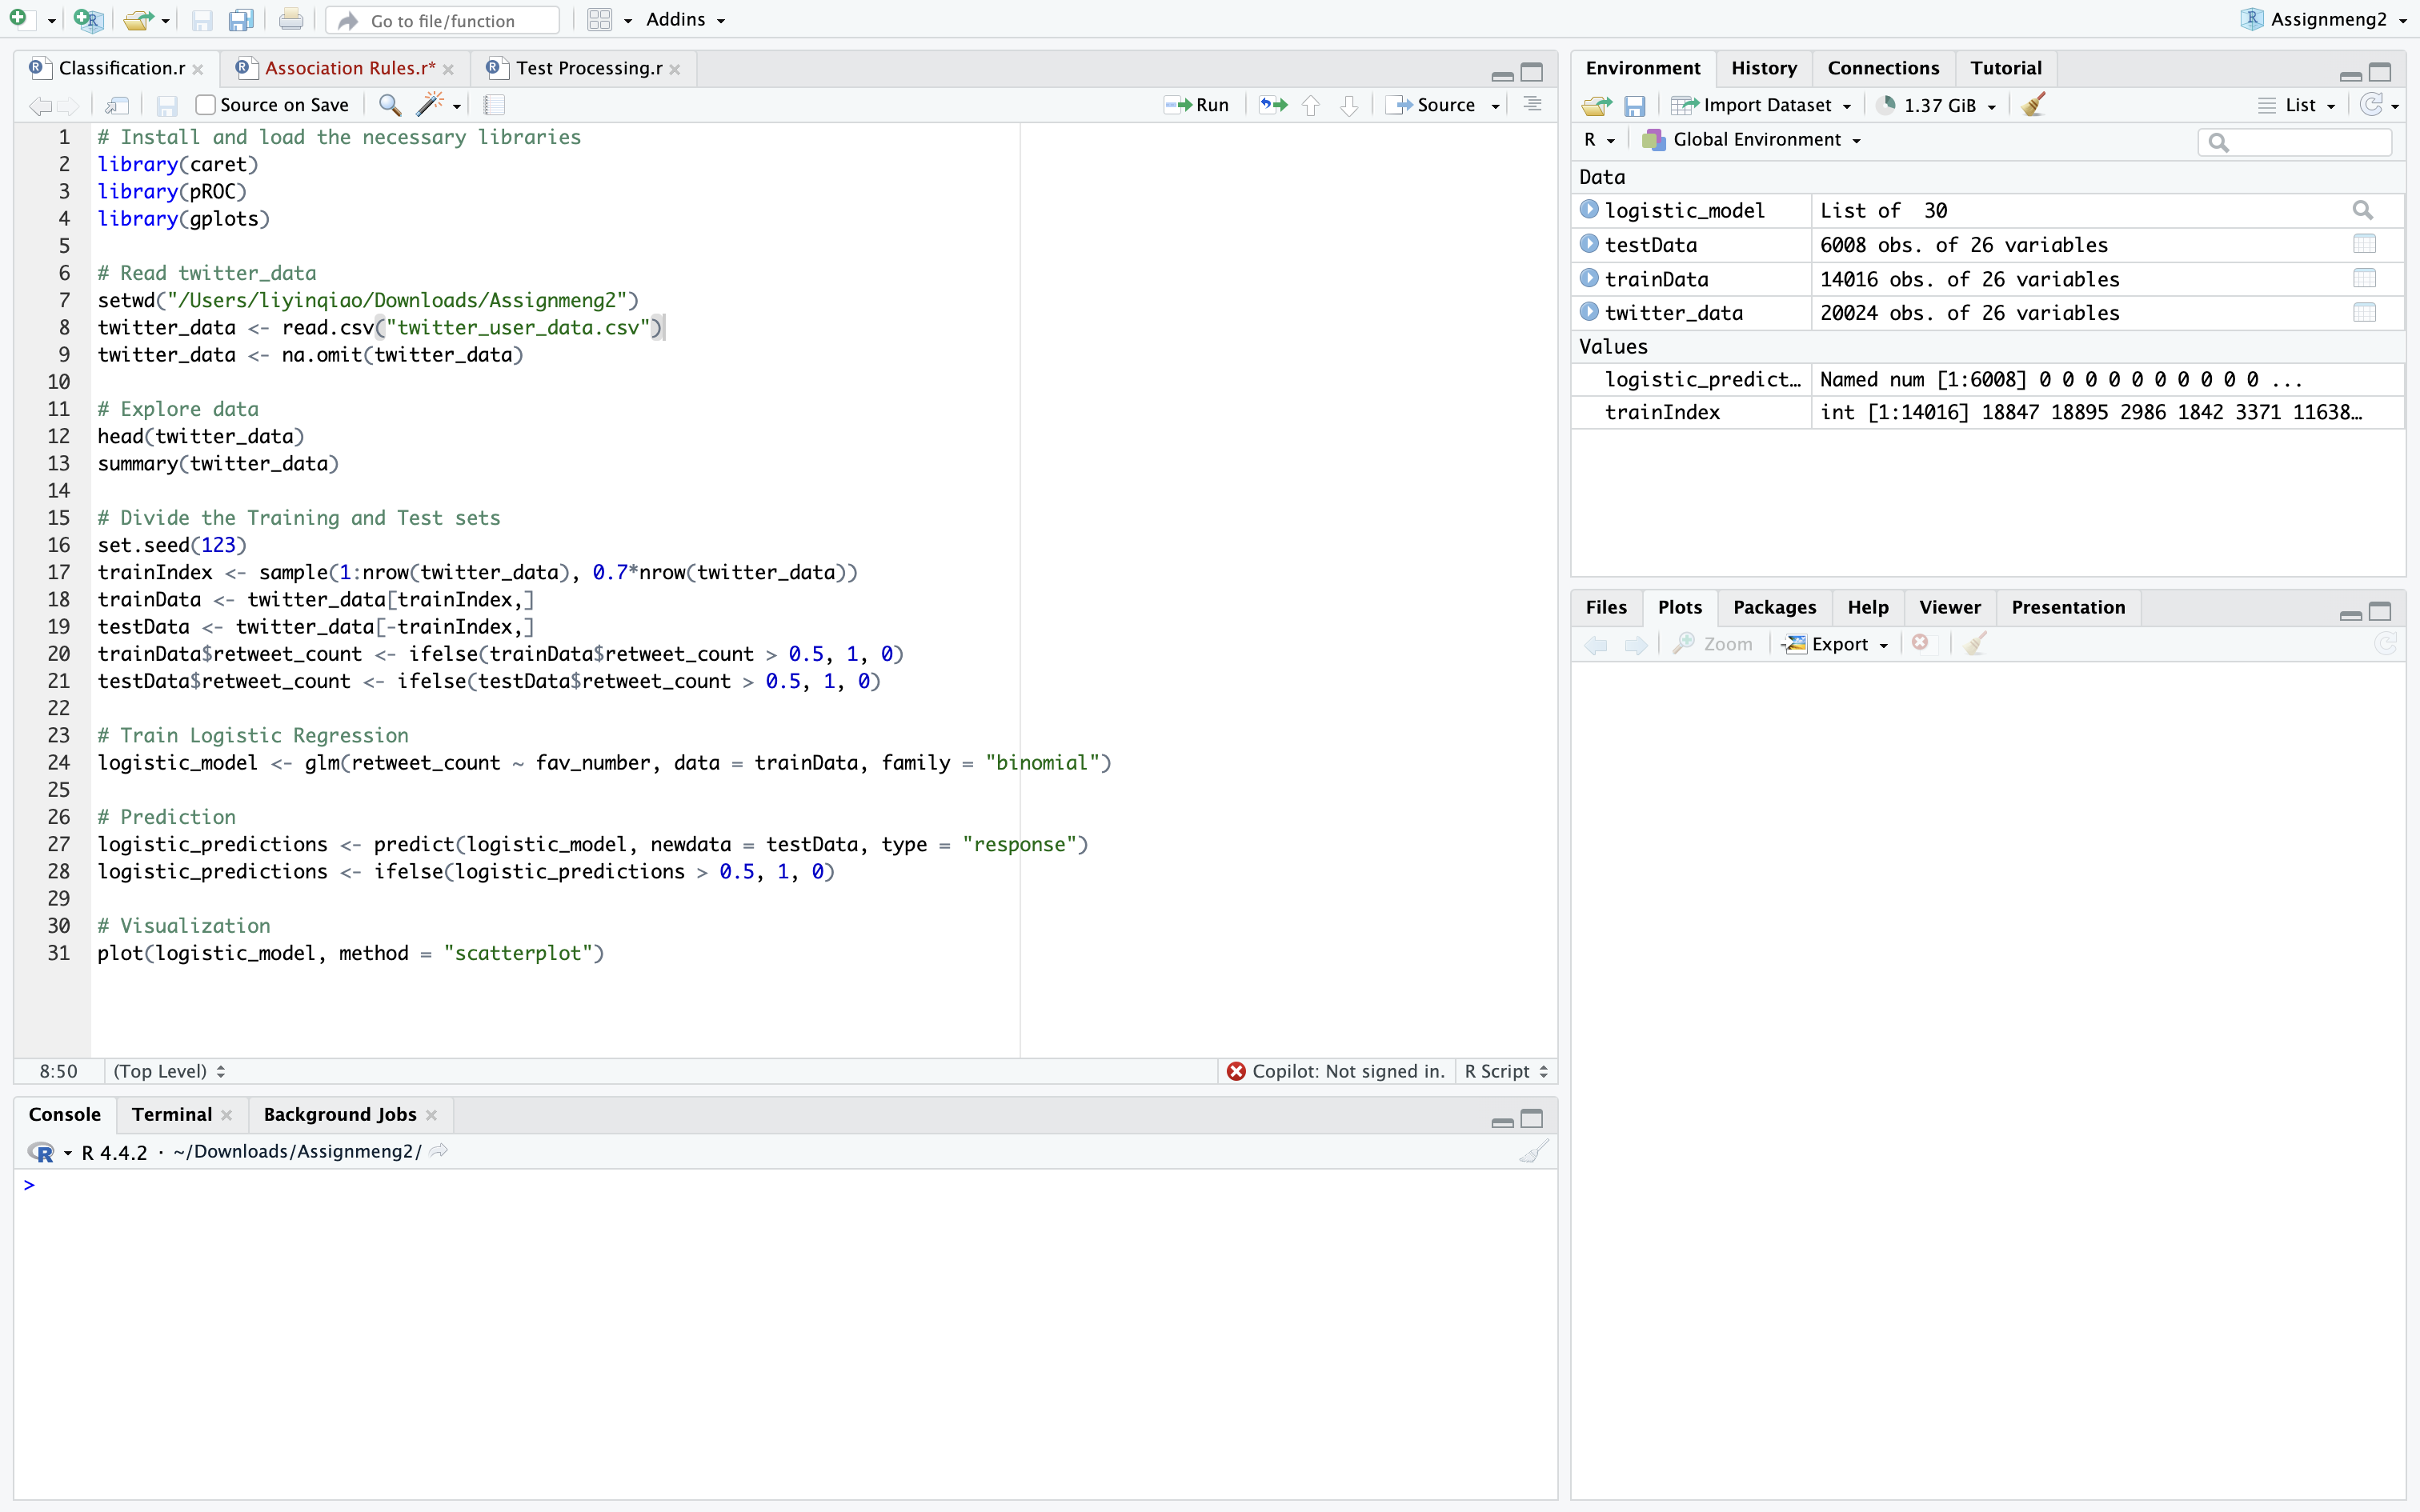 Go to file/function
Addins
Assignmeng2
Classification.r
Association Rules.r*
Test Processing.r
Source on Save
Run
Source
1 # Install and load the necessary libraries
2 library(caret)
3 library(pROC)
4 library(gplots)
5
6 # Read twitter_data
7 setwd("/Users/liyinqiao/Downloads/Assignmeng2")
8 twitter_data <- read.csv("twitter_user_data.csv")
9 twitter_data <- na.omit(twitter_data)
10
11 # Explore data
12 head(twitter_data)
13 summary(twitter_data)
14
15 # Divide the Training and Test sets
16 set.seed(123)
17 trainIndex <- sample(1:nrow(twitter_data), 0.7*nrow(twitter_data))
18 trainData <- twitter_data[trainIndex,]
19 testData <- twitter_data[-trainIndex,]
20 trainData$retweet_count <- ifelse(trainData$retweet_count > 0.5, 1, 0)
21 testData$retweet_count <- ifelse(testData$retweet_count > 0.5, 1, 0)
22
23 # Train Logistic Regression
24 logistic_model <- glm(retweet_count ~ fav_number, data = trainData, family = "binomial")
25
26 # Prediction
27 logistic_predictions <- predict(logistic_model, newdata = testData, type = "response")
28 logistic_predictions <- ifelse(logistic_predictions > 0.5, 1, 0)
29
30 # Visualization
31 plot(logistic_model, method = "scatterplot")
8:50 (Top Level) Copilot: Not signed in. R Script
Console Terminal Background Jobs
R 4.4.2 · ~/Downloads/Assignmeng2/
>
Environment History Connections Tutorial
Import Dataset 1.37 GiB List
R Global Environment
Data
logistic_model List of 30
testData 6008 obs. of 26 variables
trainData 14016 obs. of 26 variables
twitter_data 20024 obs. of 26 variables
Values
logistic_predict… Named num [1:6008] 0 0 0 0 0 0 0 0 0 0 ...
trainIndex int [1:14016] 18847 18895 2986 1842 3371 11638…
Files Plots Packages Help Viewer Presentation
Zoom Export